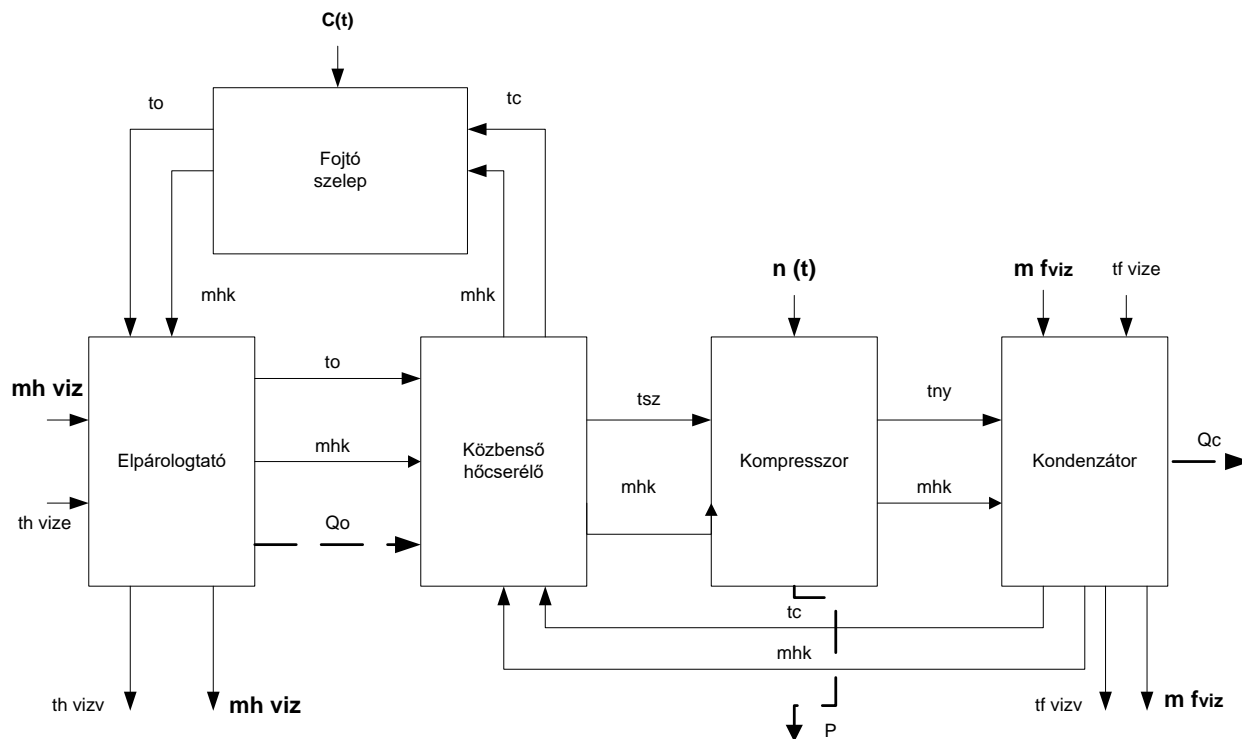 C(t)
to
tc
Fojtó
szelep
mhk
mhk
n (t)
m fviz
tf vize
mh viz
to
tsz
tny
Elpárologtató
mhk
Közbenső
hőcserélő
Kompresszor
Kondenzátor
Qc
mhk
mhk
th vize
Qo
tc
mhk
th vizv
mh viz
tf vizv
m fviz
P